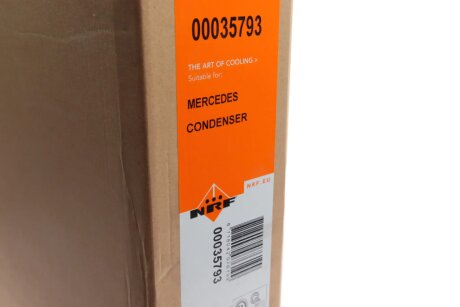 00035793
THE ART OF COOLING >
Suitable for:
MERCEDES
CONDENSER
NRF.EU
NRF
00035793